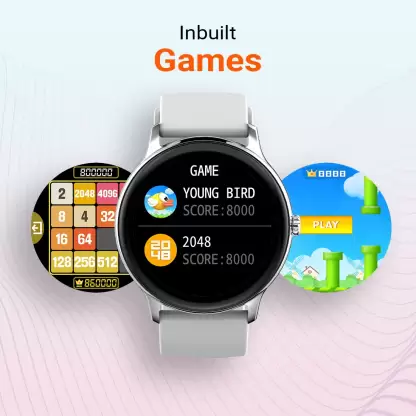 Inbuilt
Games
800000
2 2048 4096
8 4 32
16 64
128 256 512
860000
GAME
YOUNG BIRD
SCORE:8000
2048
SCORE:8000
8888
PLAY